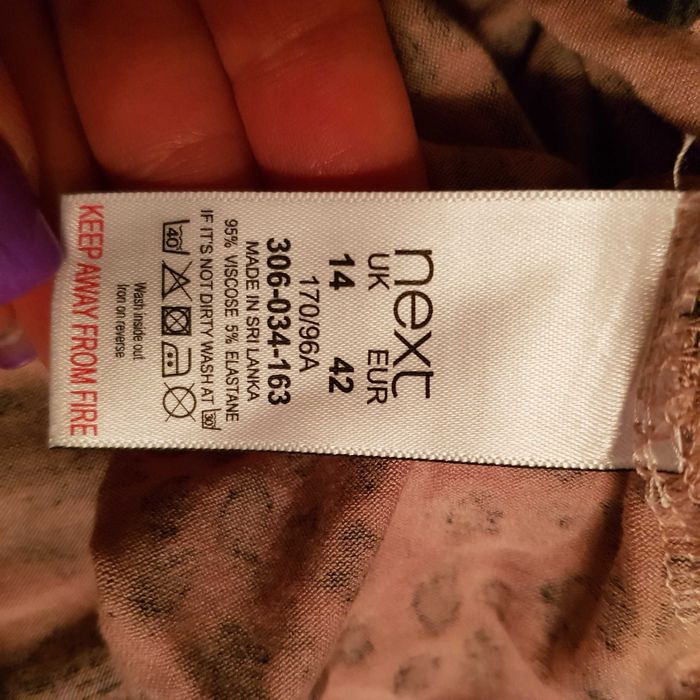 next
UK EUR
14 42
170/96A
306-034-163
MADE IN SRI LANKA
95% VISCOSE 5% ELASTANE
IF IT'S NOT DIRTY WASH AT 30
40
Wash inside out
Iron on reverse
KEEP AWAY FROM FIRE